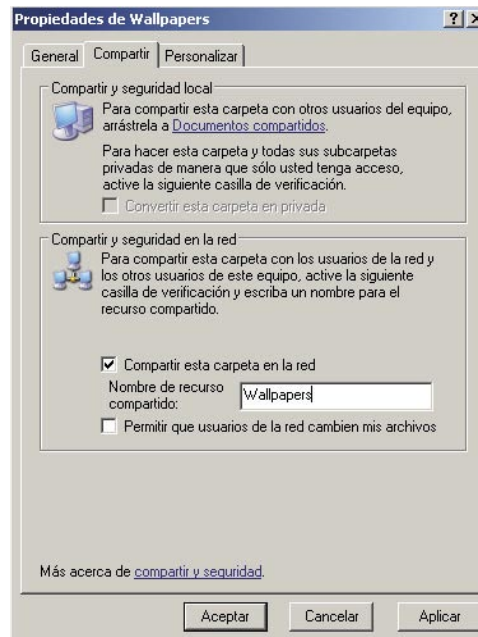 Propiedades de Wallpapers
General Compartir Personalizar
Compartir y seguridad local
Para compartir esta carpeta con otros usuarios del equipo,
arrástrela a Documentos compartidos.
Para hacer esta carpeta y todas sus subcarpetas
privadas de manera que sólo usted tenga acceso,
active la siguiente casilla de verificación.
Convertir esta carpeta en privada
Compartir y seguridad en la red
Para compartir esta carpeta con los usuarios de la red y
los otros usuarios de este equipo, active la siguiente
casilla de verificación y escriba un nombre para el
recurso compartido.
Compartir esta carpeta en la red
Nombre de recurso
compartido:
Wallpapers
Permitir que usuarios de la red cambien mis archivos
Más acerca de compartir y seguridad.
Aceptar Cancelar Aplicar